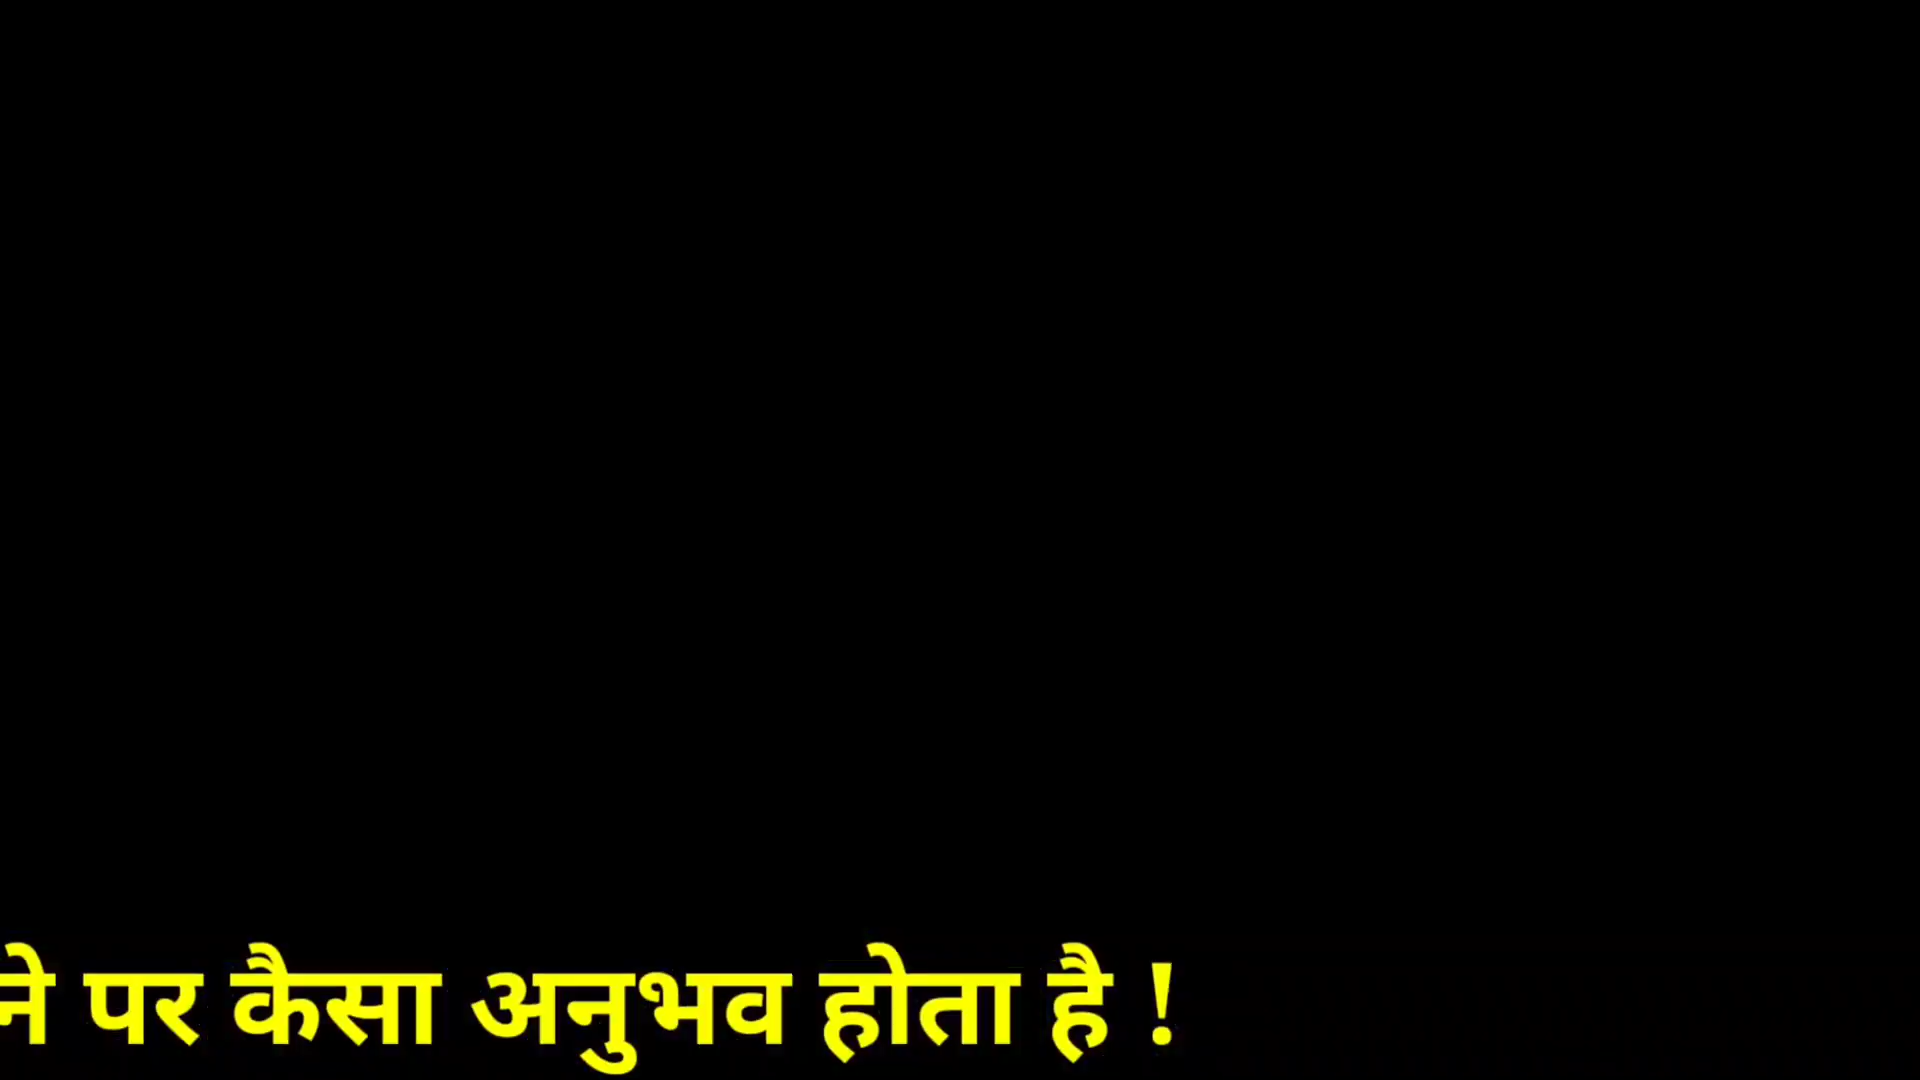 ने पर कैसा अनुभव होता है !